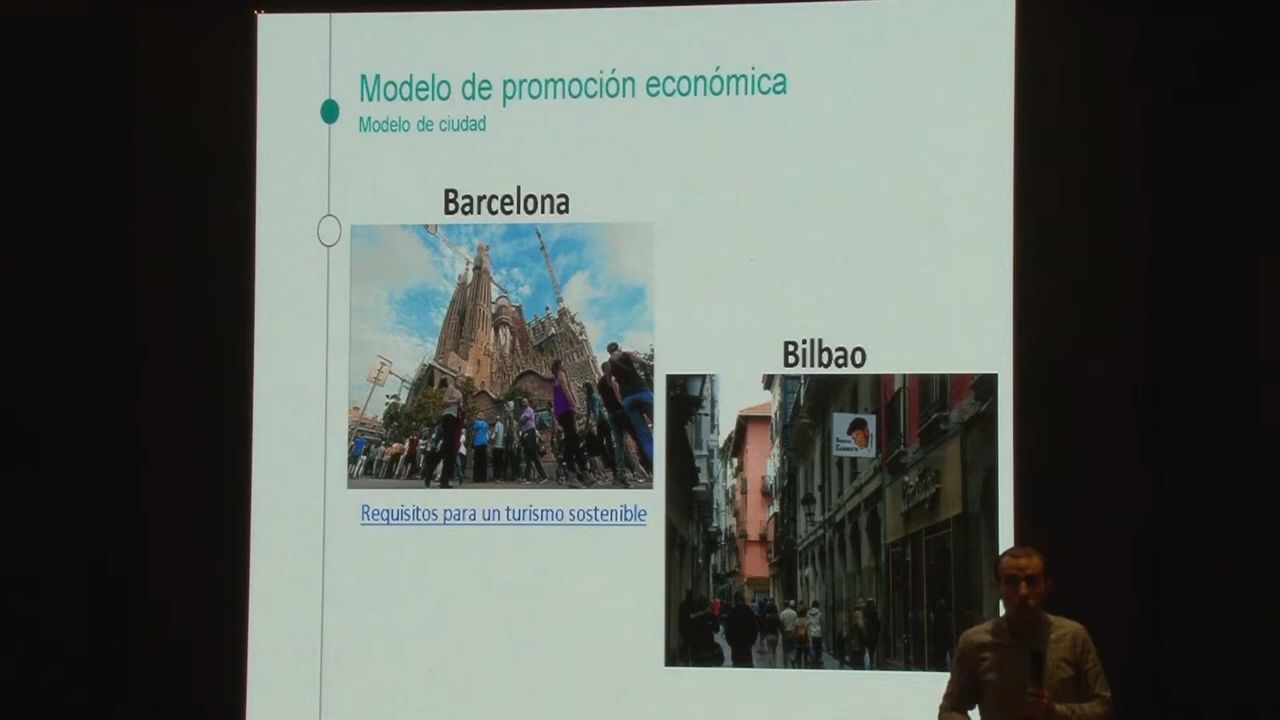 Modelo de promoción económica
Modelo de ciudad
Barcelona
Requisitos para un turismo sostenible
Bilbao